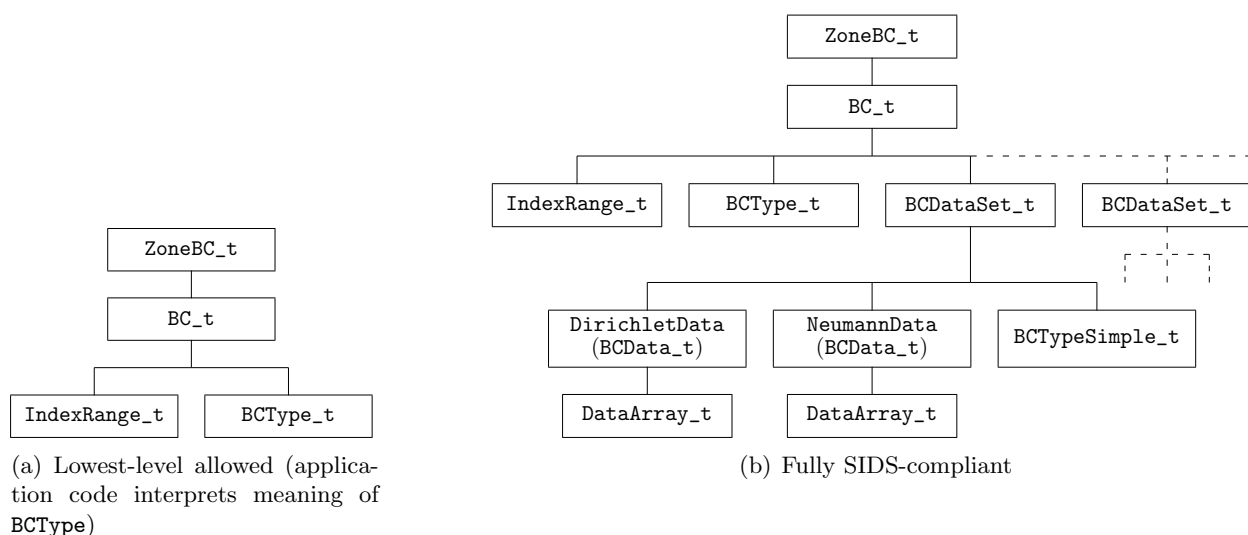 ZoneBC_t
BC_t
IndexRange_t
BCType_t
(a) Lowest-level allowed (applica-
tion code interprets meaning of
BCType)
ZoneBC_t
BC_t
IndexRange_t
BCType_t
BCDataSet_t
BCDataSet_t
DirichletData
(BCData_t)
NeumannData
(BCData_t)
BCTypeSimple_t
DataArray_t
DataArray_t
(b) Fully SIDS-compliant